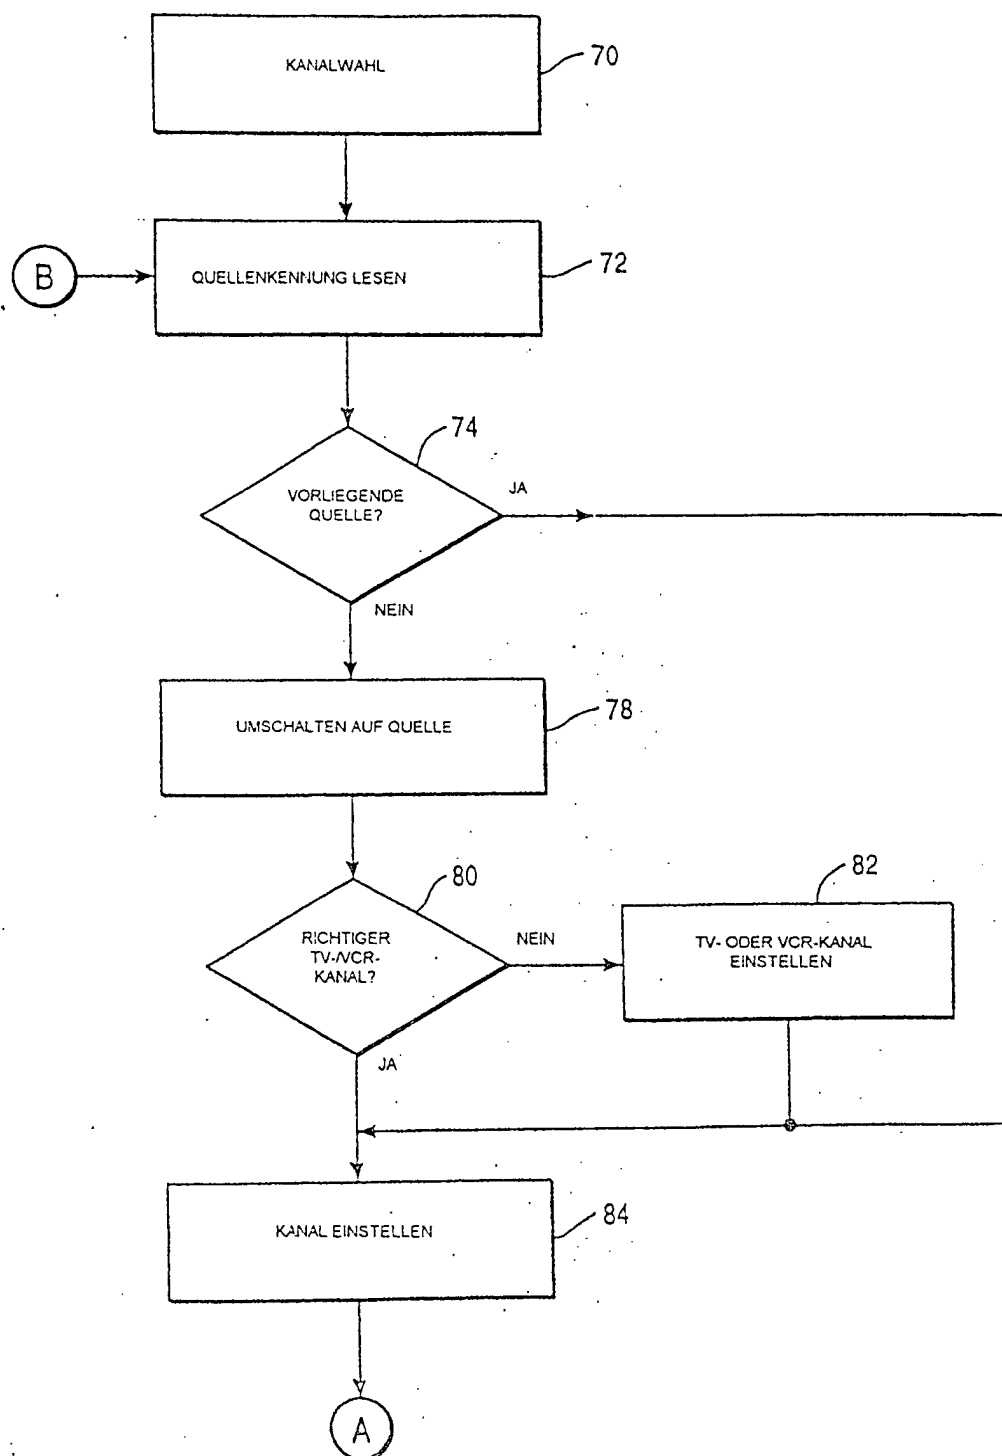 KANALWAHL
70
B
QUELLENKENNUNG LESEN
72
74
VORLIEGENDE
QUELLE?
JA
NEIN
UMSCHALTEN AUF QUELLE
78
80
RICHTIGER
TV-/VCR-
KANAL?
NEIN
82
TV- ODER VCR-KANAL
EINSTELLEN
JA
KANAL EINSTELLEN
84
A